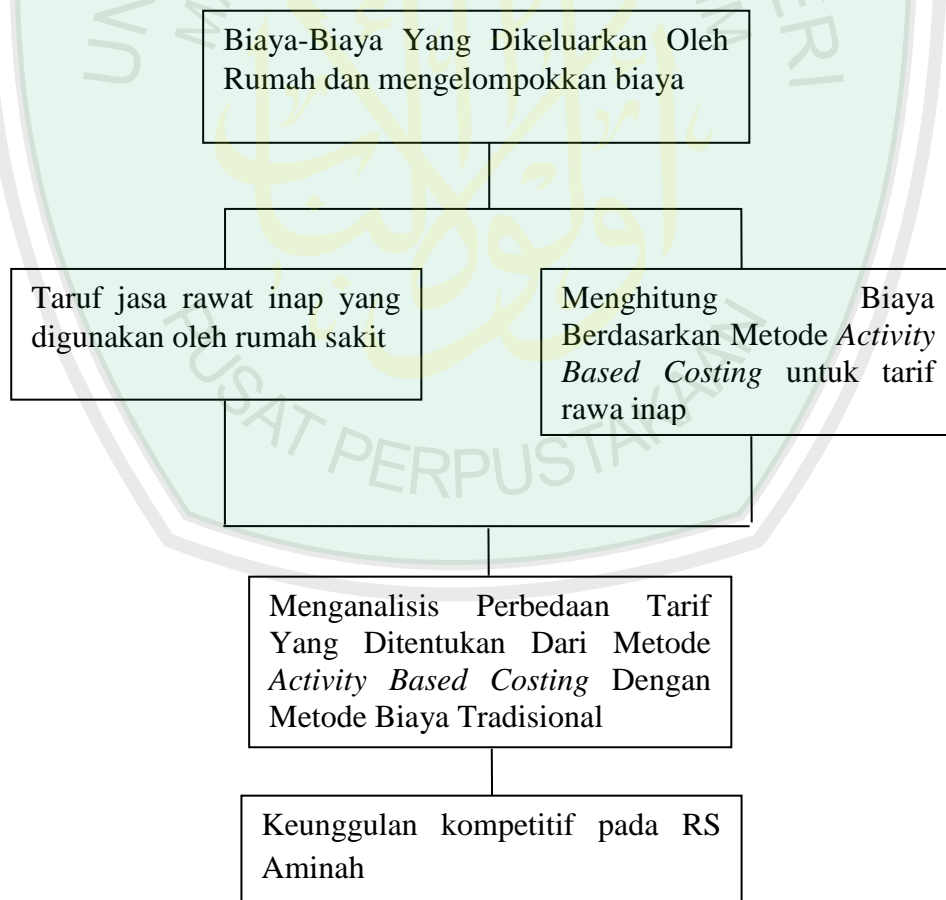 Biaya-Biaya Yang Dikeluarkan Oleh
Rumah dan mengelompokkan biaya
Taruf jasa rawat inap yang
digunakan oleh rumah sakit
Menghitung Biaya
Berdasarkan Metode Activity
Based Costing untuk tarif
rawa inap
PUSAT PERPUSTAKAAN
Menganalisis Perbedaan Tarif
Yang Ditentukan Dari Metode
Activity Based Costing Dengan
Metode Biaya Tradisional
Keunggulan kompetitif pada RS
Aminah